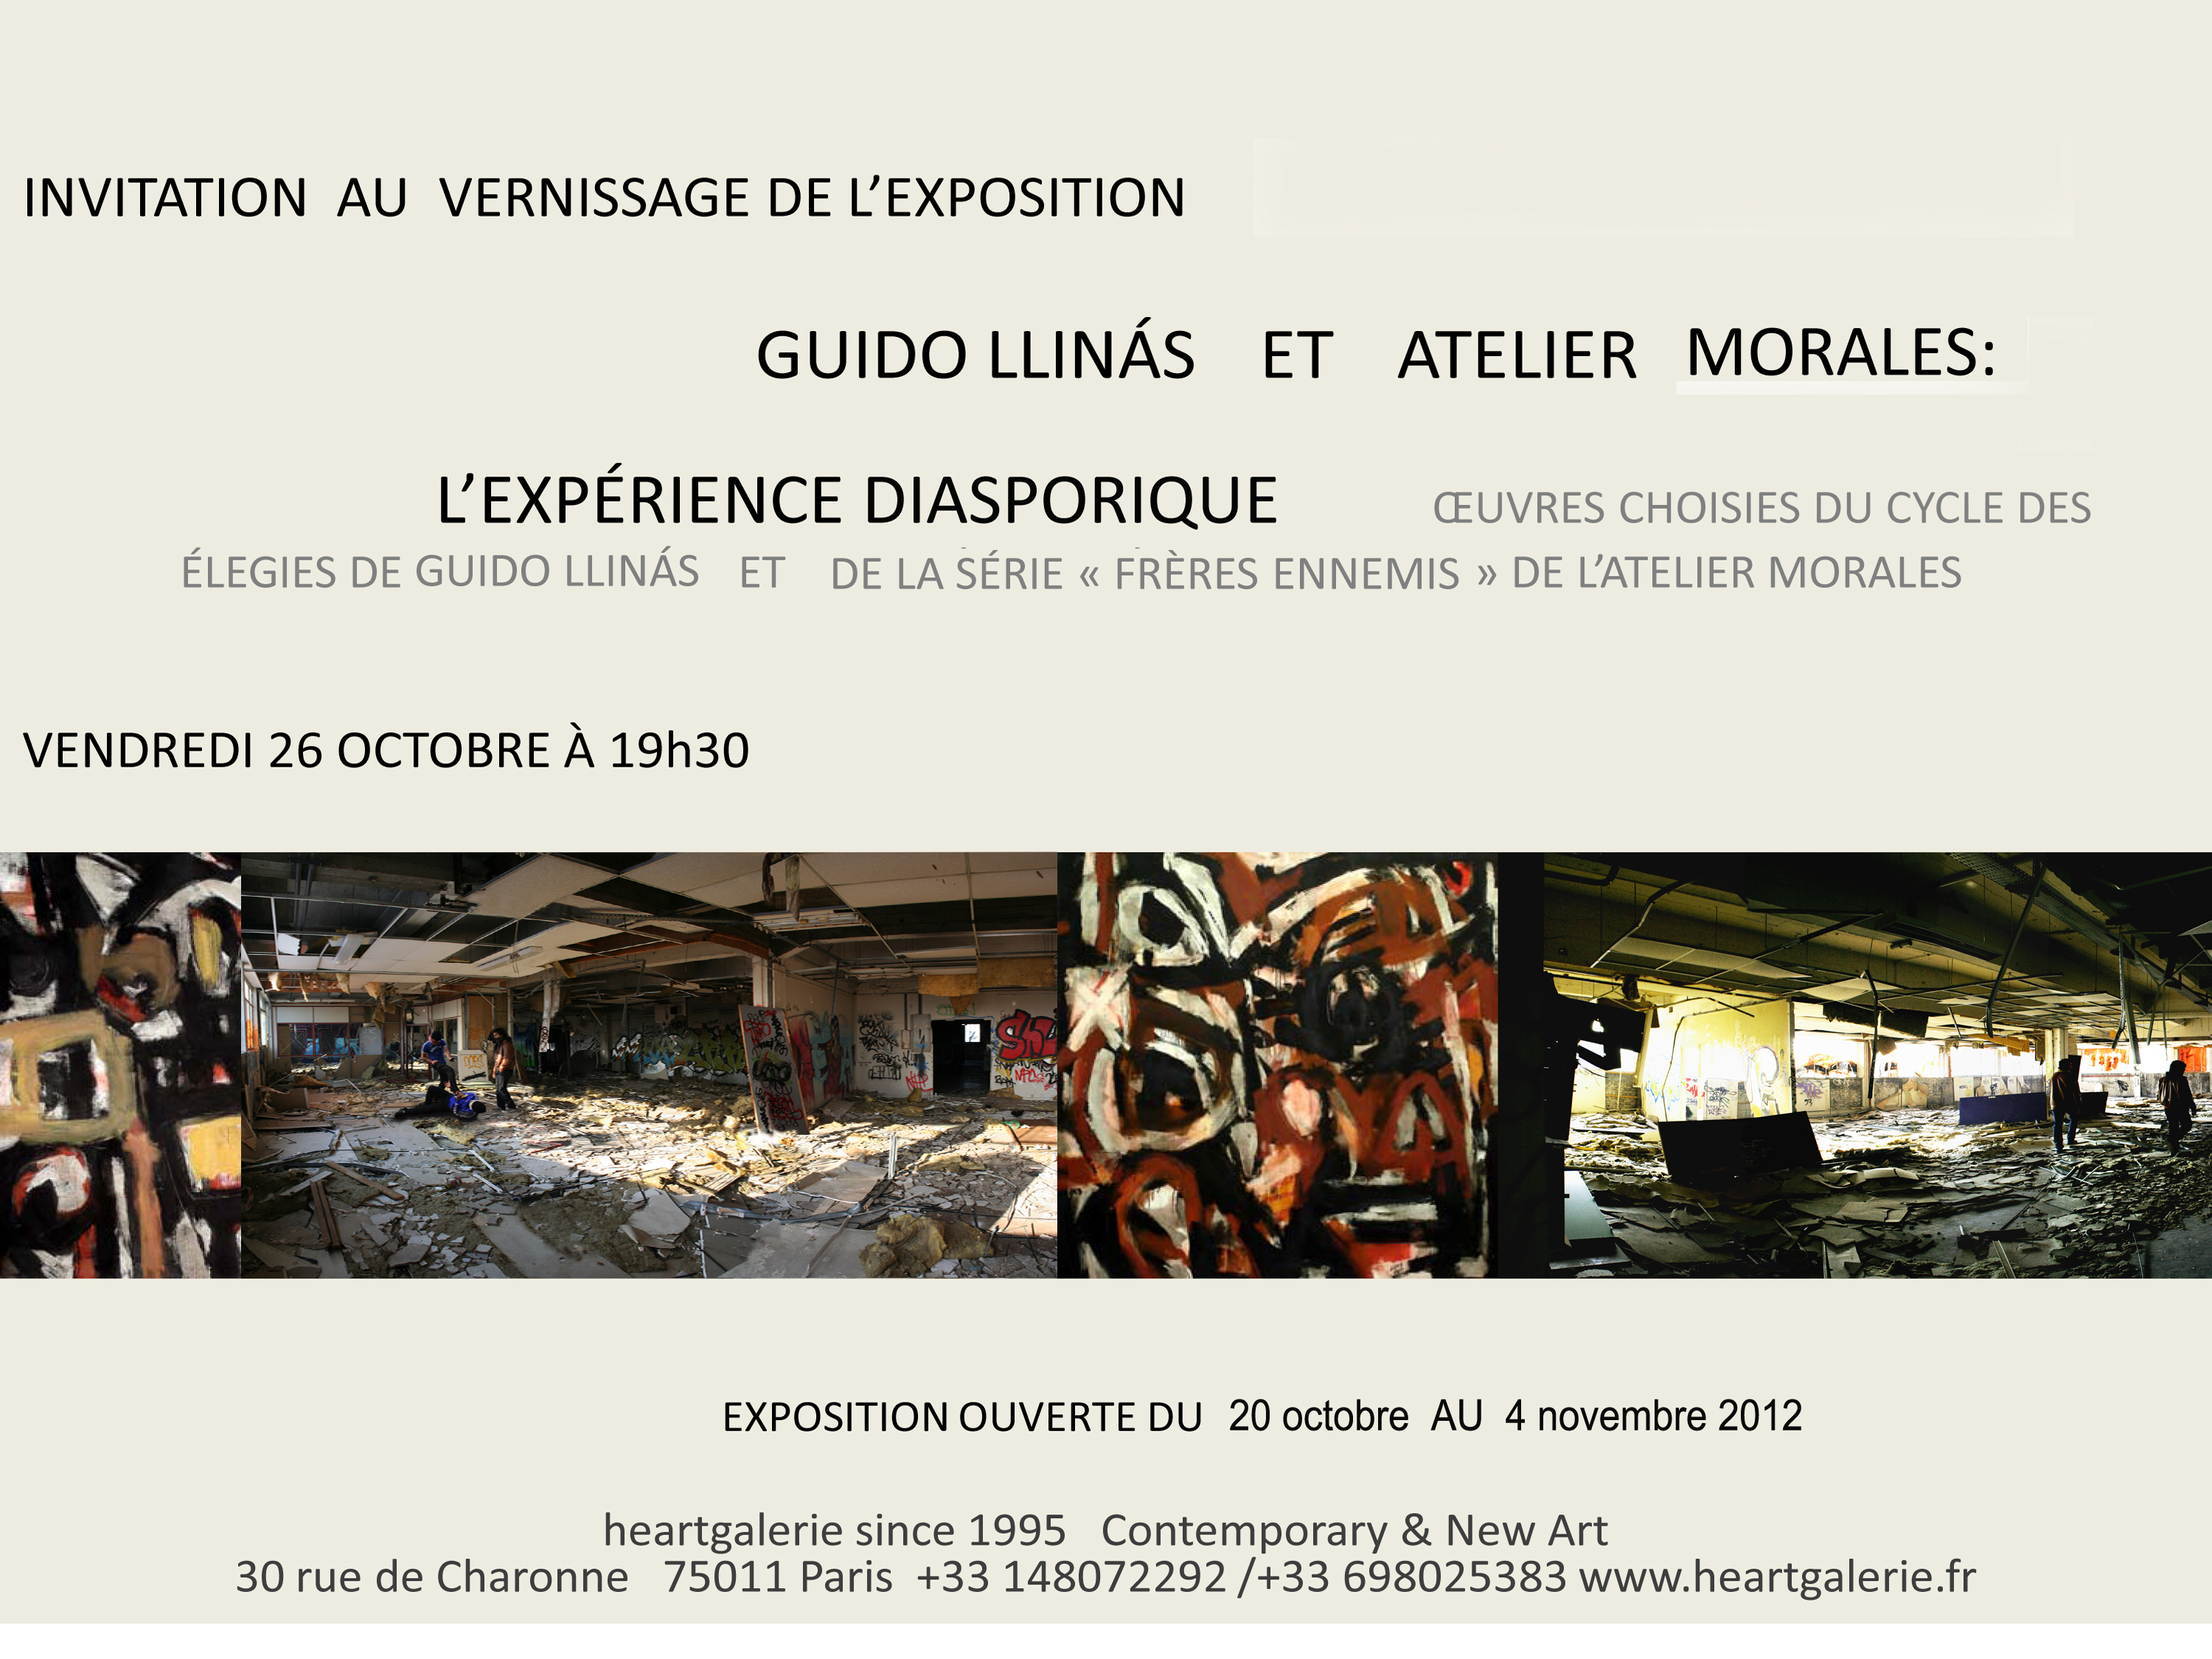 INVITATION AU VERNISSAGE DE L’EXPOSITION
GUIDO LLINÁS ET ATELIER MORALES:
L’EXPÉRIENCE DIASPORIQUE ŒUVRES CHOISIES DU CYCLE DES
ÉLEGIES DE GUIDO LLINÁS ET DE LA SÉRIE « FRÈRES ENNEMIS » DE L’ATELIER MORALES
VENDREDI 26 OCTOBRE À 19h30
EXPOSITION OUVERTE DU 20 octobre AU 4 novembre 2012
heartgalerie since 1995 Contemporary & New Art
30 rue de Charonne 75011 Paris +33 148072292 /+33 698025383 www.heartgalerie.fr